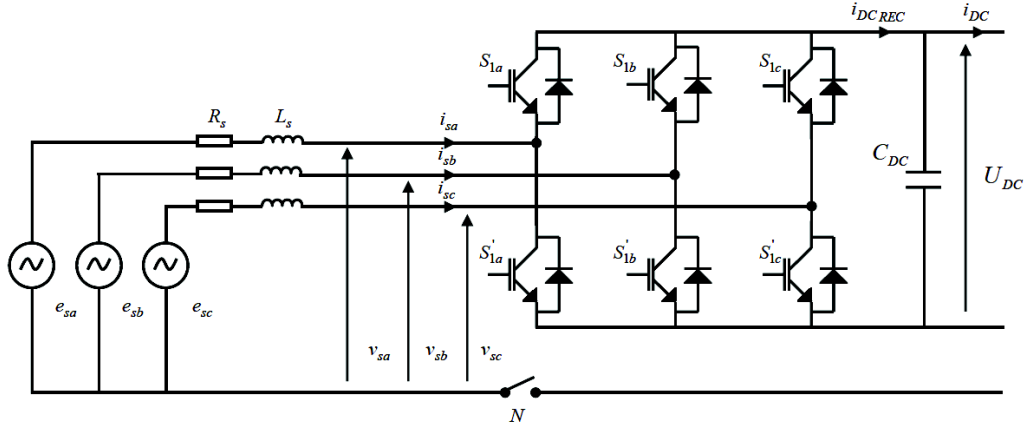 i_DC REC i_DC
S_1a S_1b S_1c
R_s L_s i_sa
i_sb
i_sc
C_DC U_DC
S'_1a S'_1b S'_1c
e_sa e_sb e_sc
v_sa v_sb v_sc
N